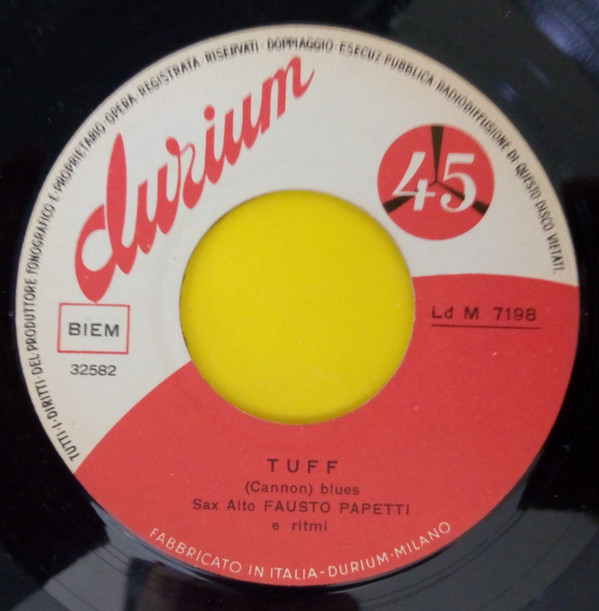 TUTTI·I·DIRITTI·DEL·PRODUTTORE FONOGRAFICO·E·PROPRIETARIO·OPERA·REGISTRATA·RISERVATI·DOPPIAGGIO·ESECUZ·PUBBLICA RADIODIFFUSIONE DI QUESTO DISCO VIETATI.
durium
45
BIEM
32582
Ld M 7198
TUFF
(Cannon) blues
Sax Alto FAUSTO PAPETTI
e ritmi
FABBRICATO IN ITALIA-DURIUM-MILANO